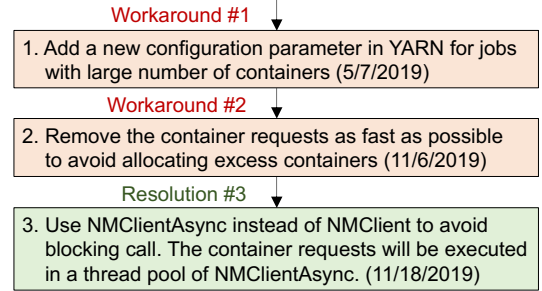 Workaround #1
1. Add a new configuration parameter in YARN for jobs
with large number of containers (5/7/2019)
Workaround #2
2. Remove the container requests as fast as possible
to avoid allocating excess containers (11/6/2019)
Resolution #3
3. Use NMClientAsync instead of NMClient to avoid
blocking call. The container requests will be executed
in a thread pool of NMClientAsync. (11/18/2019)